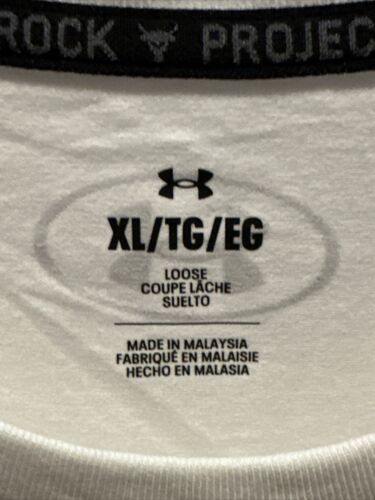 ROCK PROJEC
XL/TG/EG
LOOSE
COUPE LÂCHE
SUELTO
MADE IN MALAYSIA
FABRIQUÉ EN MALAISIE
HECHO EN MALASIA